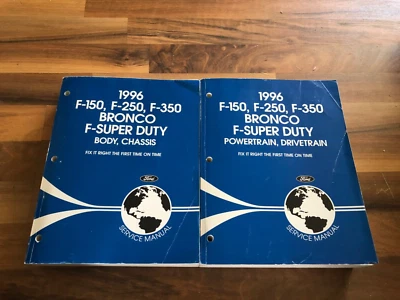 1996
F-150, F-250, F-350
BRONCO
F-SUPER DUTY
BODY, CHASSIS
FIX IT RIGHT THE FIRST TIME ON TIME
Ford
SERVICE MANUAL
1996
F-150, F-250, F-350
BRONCO
F-SUPER DUTY
POWERTRAIN, DRIVETRAIN
FIX IT RIGHT THE FIRST TIME ON TIME
Ford
SERVICE MANUAL